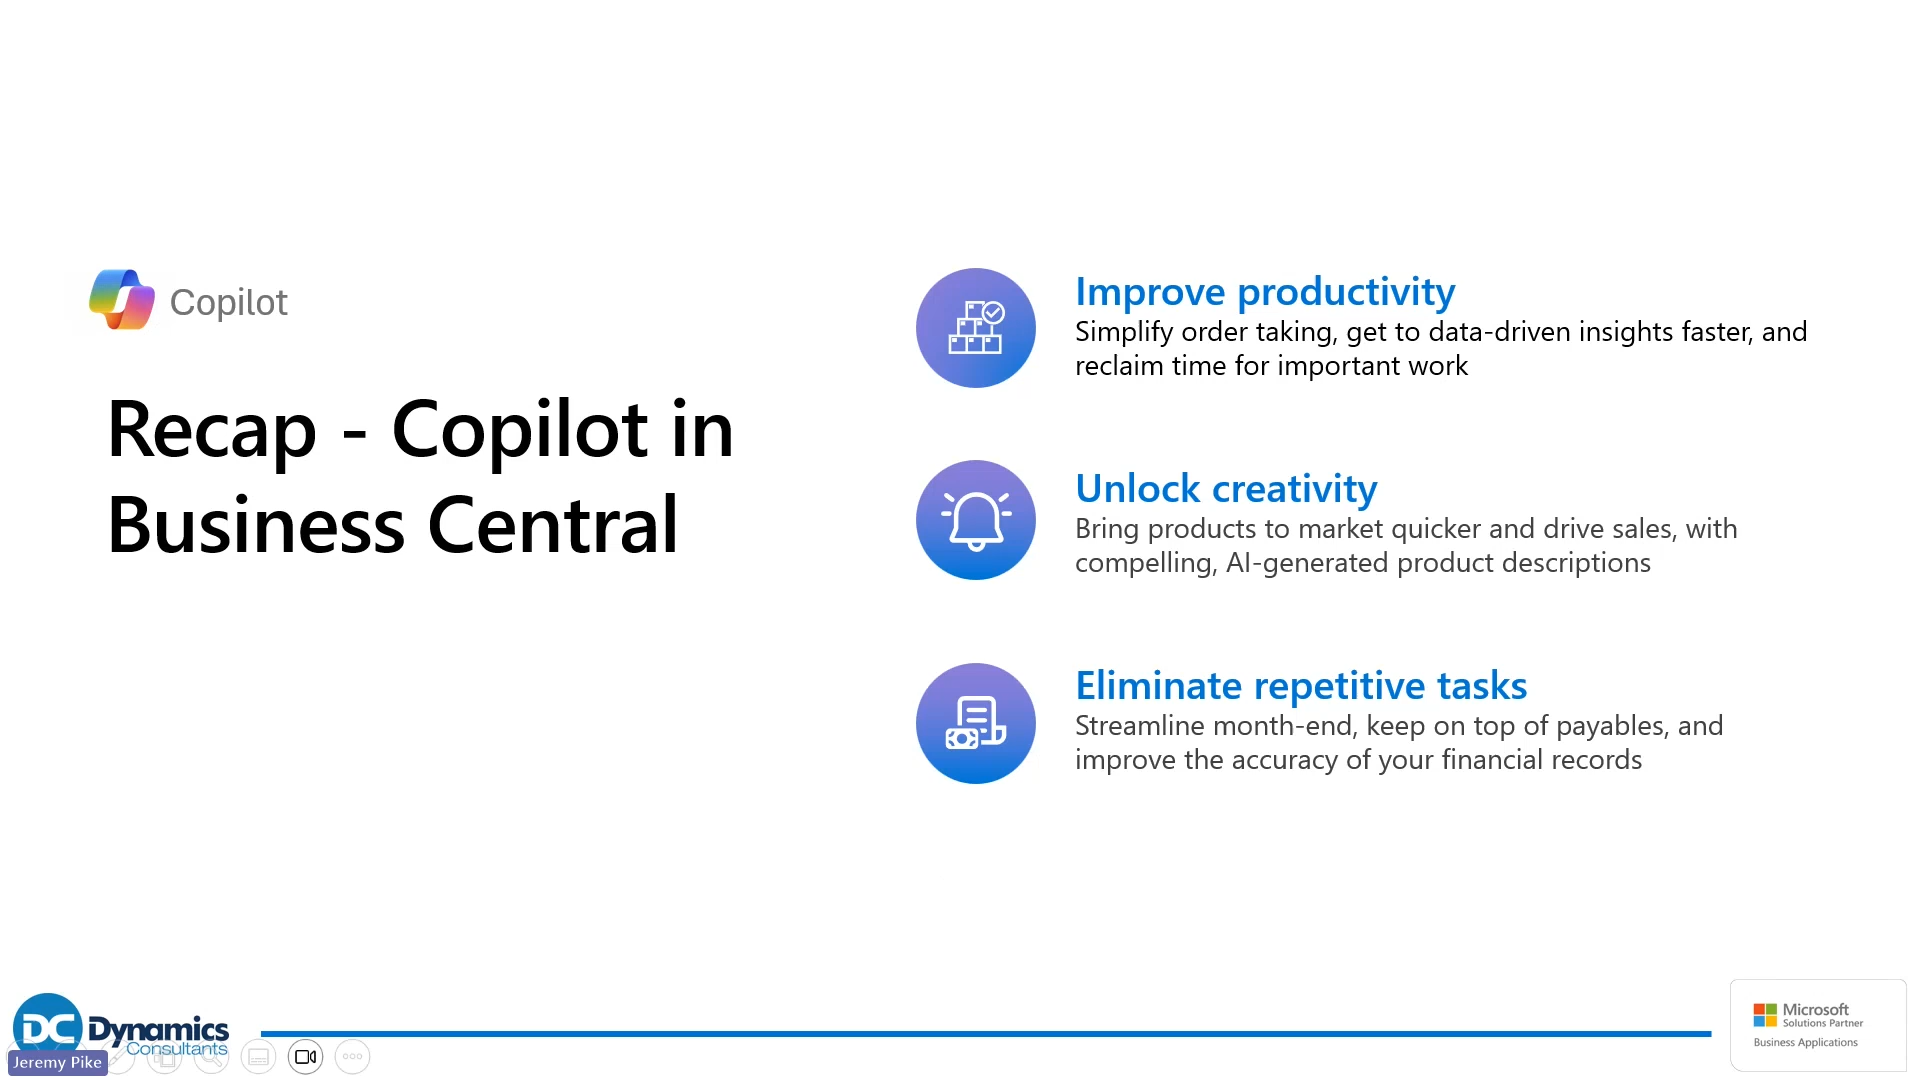 Copilot
Recap - Copilot in
Business Central
Improve productivity
Simplify order taking, get to data-driven insights faster, and
reclaim time for important work
Unlock creativity
Bring products to market quicker and drive sales, with
compelling, AI-generated product descriptions
Eliminate repetitive tasks
Streamline month-end, keep on top of payables, and
improve the accuracy of your financial records
DC Dynamics
Consultants
Jeremy Pike
Microsoft
Solutions Partner
Business Applications